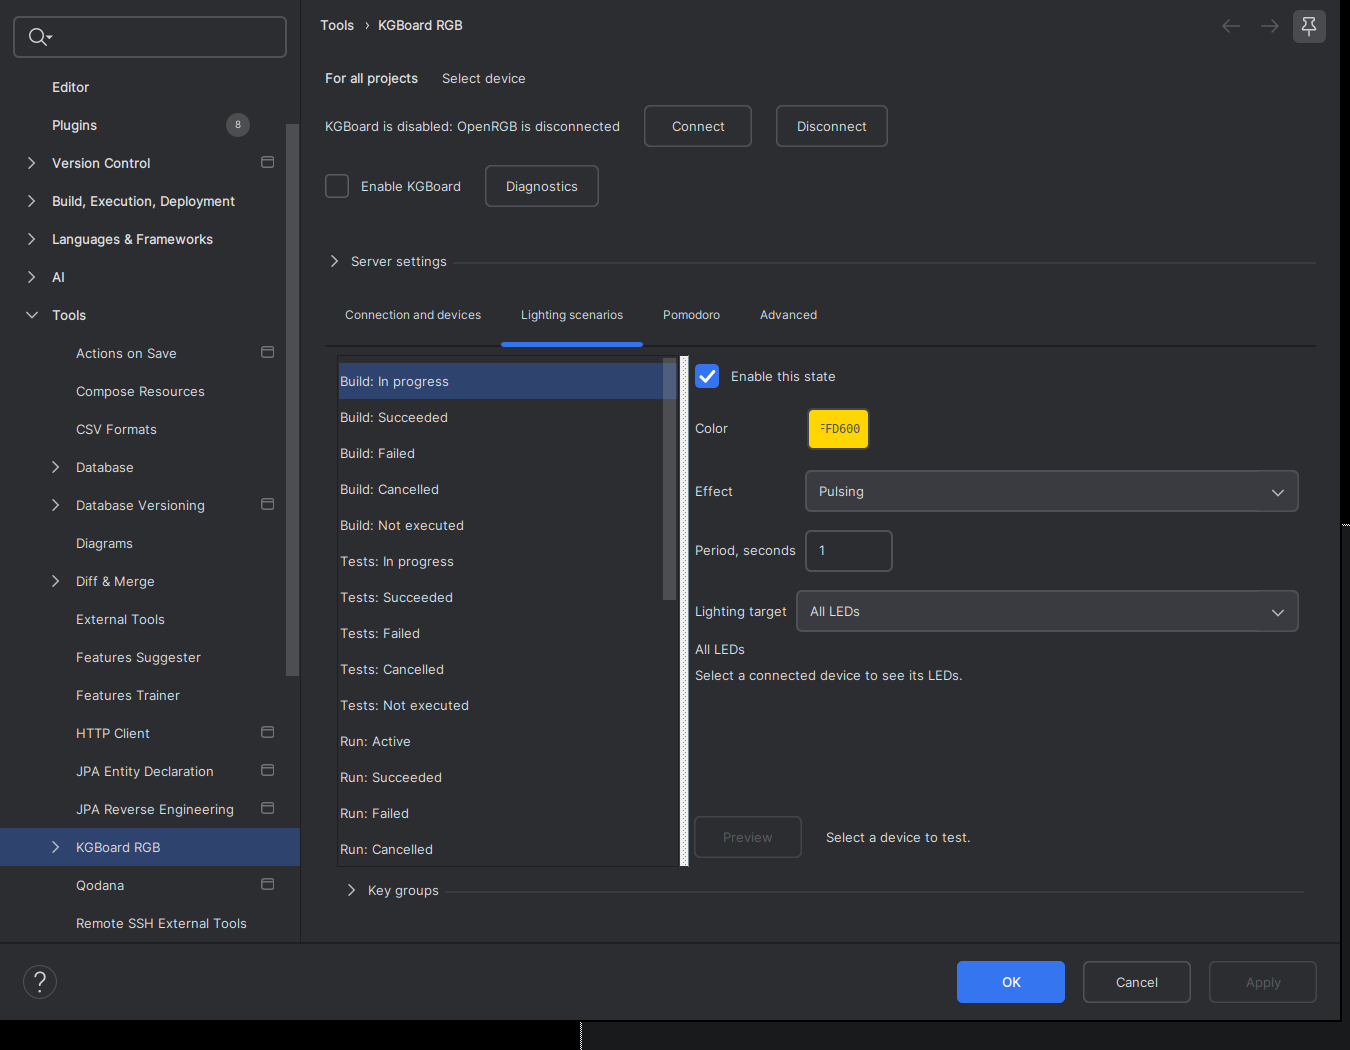 Tools › KGBoard RGB
Editor
Plugins 8
Version Control
Build, Execution, Deployment
Languages & Frameworks
AI
Tools
Actions on Save
Compose Resources
CSV Formats
Database
Database Versioning
Diagrams
Diff & Merge
External Tools
Features Suggester
Features Trainer
HTTP Client
JPA Entity Declaration
JPA Reverse Engineering
KGBoard RGB
Qodana
Remote SSH External Tools
For all projects Select device
KGBoard is disabled: OpenRGB is disconnected Connect Disconnect
Enable KGBoard Diagnostics
Server settings
Connection and devices Lighting scenarios Pomodoro Advanced
Build: In progress
Build: Succeeded
Build: Failed
Build: Cancelled
Build: Not executed
Tests: In progress
Tests: Succeeded
Tests: Failed
Tests: Cancelled
Tests: Not executed
Run: Active
Run: Succeeded
Run: Failed
Run: Cancelled
Enable this state
Color FFD600
Effect Pulsing
Period, seconds 1
Lighting target All LEDs
All LEDs
Select a connected device to see its LEDs.
Preview Select a device to test.
Key groups
? OK Cancel Apply